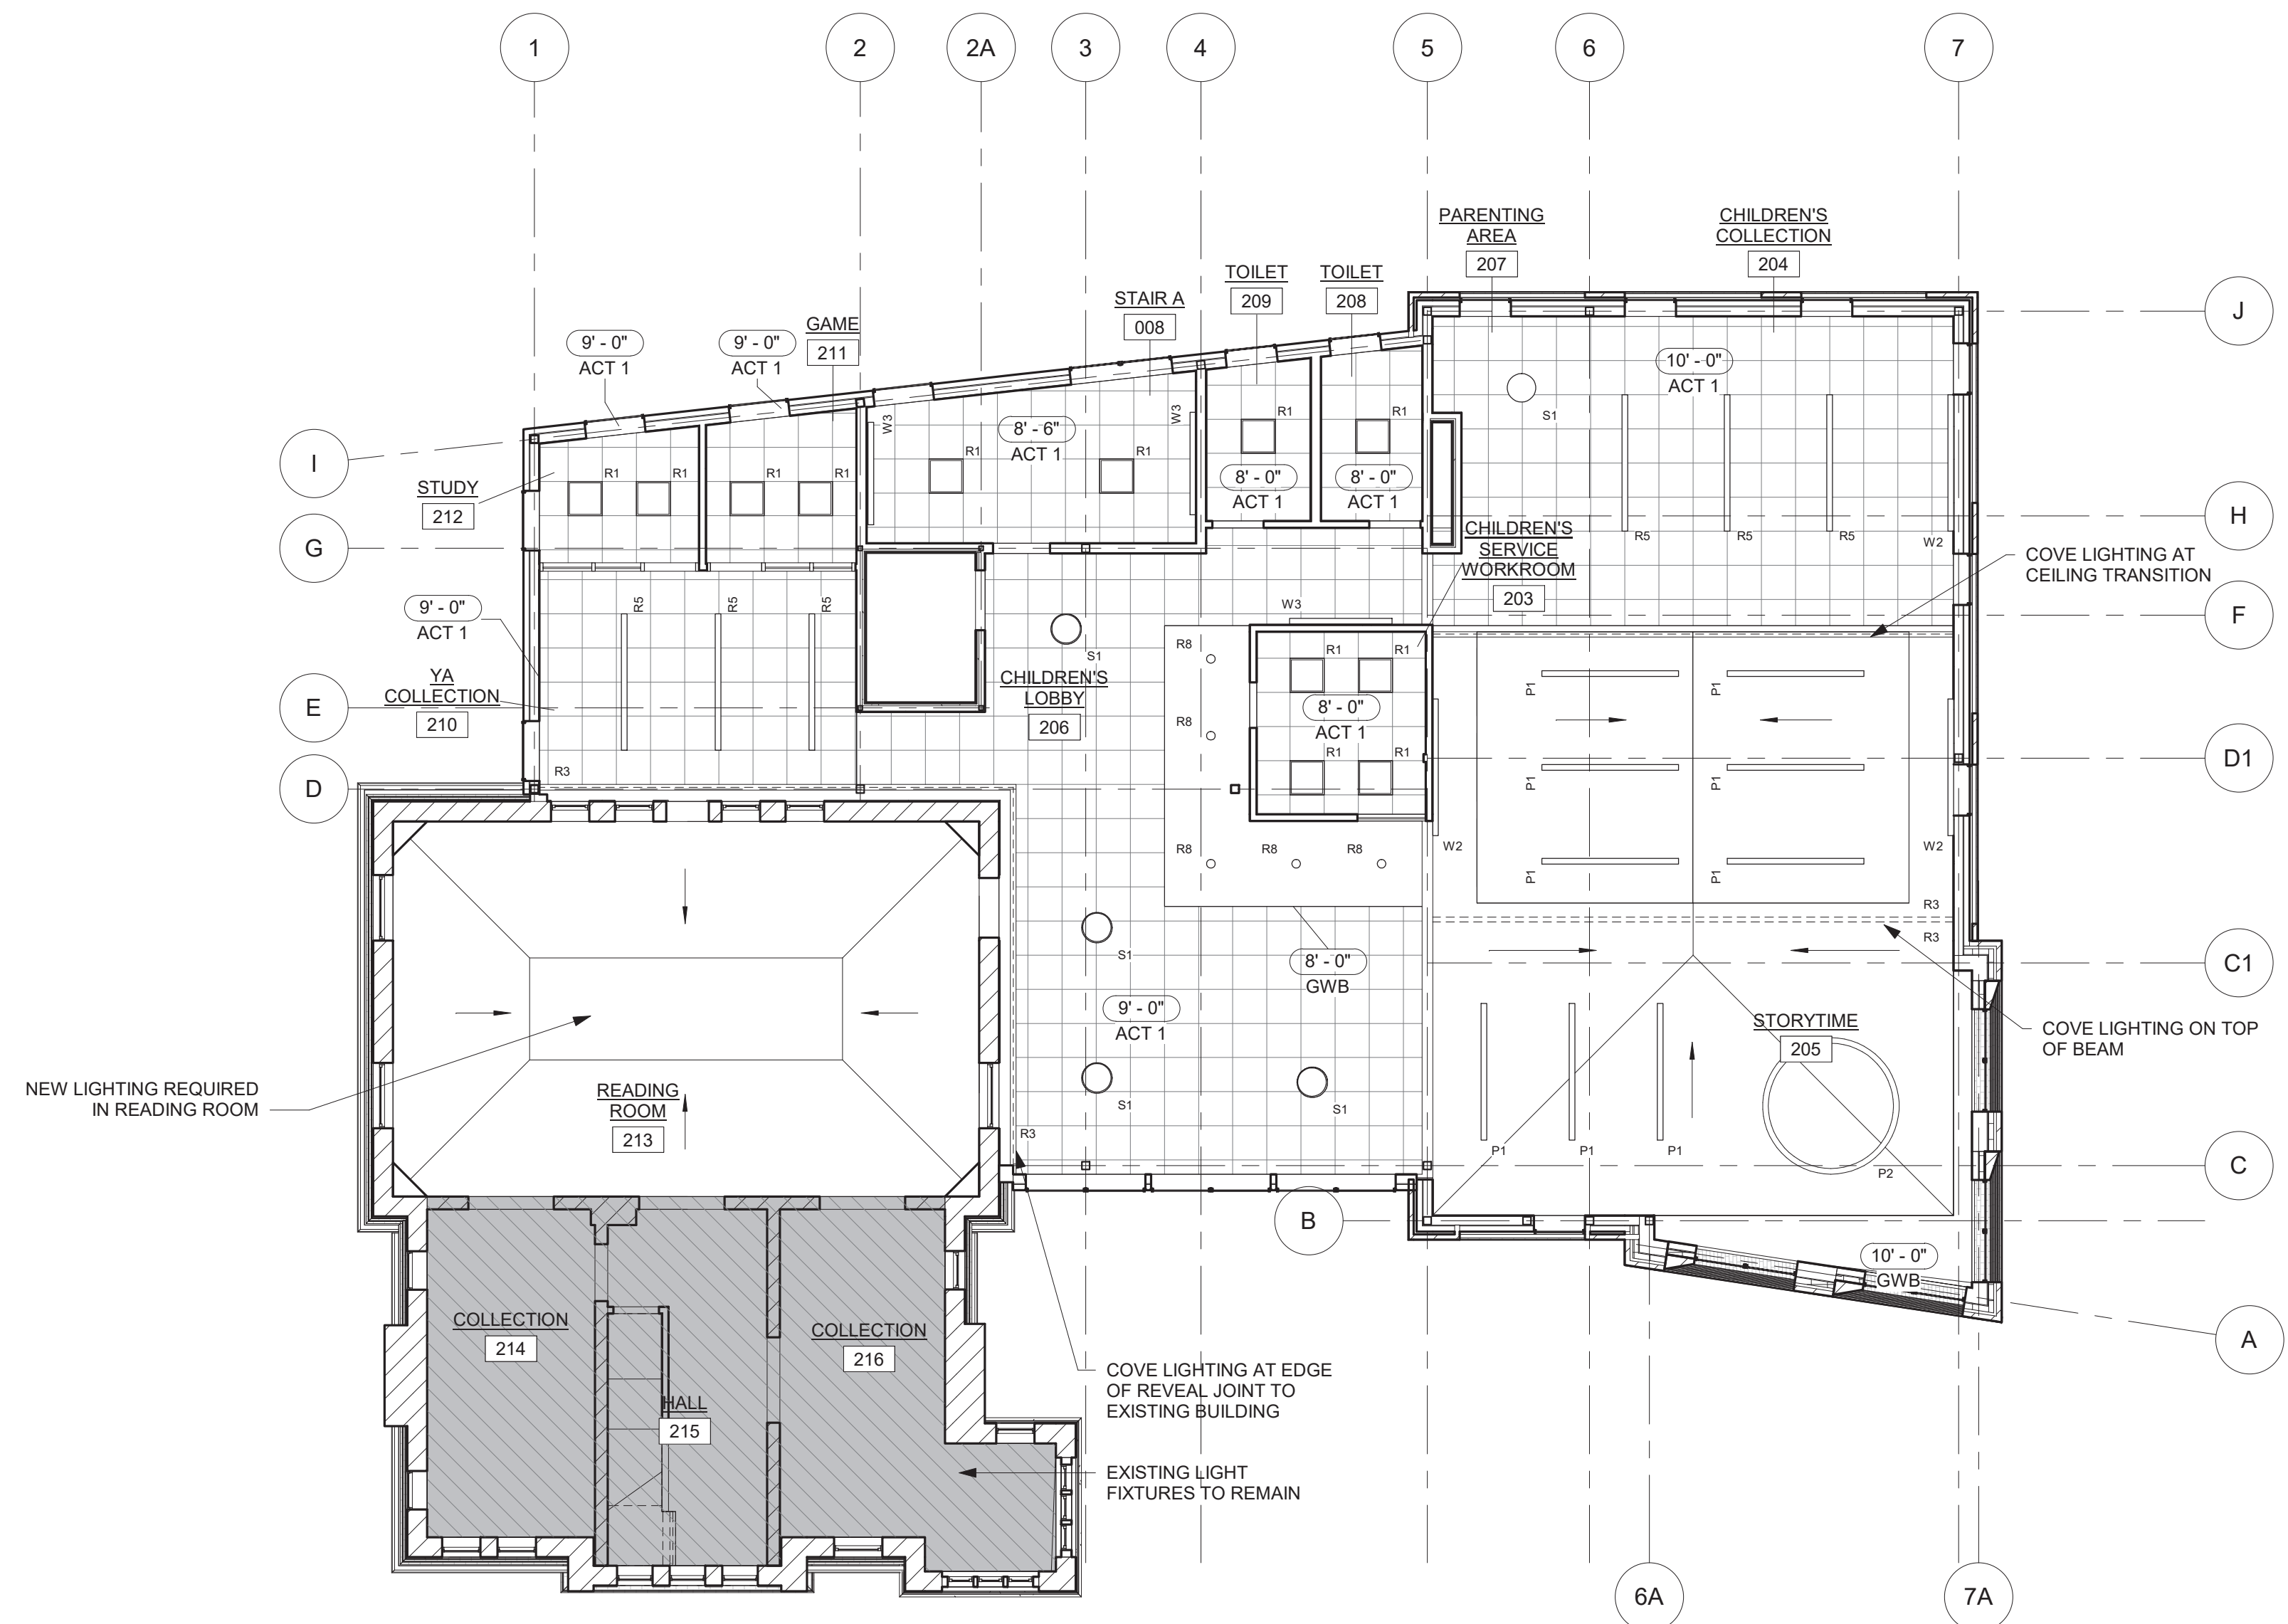 1
2
2A
3
4
5
6
7
PARENTING
AREA
207
CHILDREN'S
COLLECTION
204
TOILET
209
TOILET
208
STAIR A
008
GAME
211
9' - 0"
ACT 1
9' - 0"
ACT 1
J
10' - 0"
ACT 1
S1
W3
W3
8' - 6"
ACT 1
R1
R1
R1
R1
8' - 0"
ACT 1
8' - 0"
ACT 1
I
STUDY
212
R1
R1
R1
R1
R5
R5
R5
W2
H
G
CHILDREN'S
SERVICE
WORKROOM
203
COVE LIGHTING AT
CEILING TRANSITION
9' - 0"
ACT 1
R5
R5
R5
W3
F
S1
R8
R1
R1
YA
COLLECTION
210
E
CHILDREN'S
LOBBY
206
8' - 0"
ACT 1
R8
P1
P1
R1
R1
D1
R3
D
P1
P1
R8
R8
R8
W2
W2
P1
P1
R3
R3
S1
8' - 0"
GWB
C1
9' - 0"
ACT 1
STORYTIME
205
COVE LIGHTING ON TOP
OF BEAM
NEW LIGHTING REQUIRED
IN READING ROOM
READING
ROOM
213
S1
S1
R3
P1
P1
P1
P2
C
B
10' - 0"
GWB
COLLECTION
214
COLLECTION
216
A
COVE LIGHTING AT EDGE
OF REVEAL JOINT TO
EXISTING BUILDING
HALL
215
EXISTING LIGHT
FIXTURES TO REMAIN
6A
7A